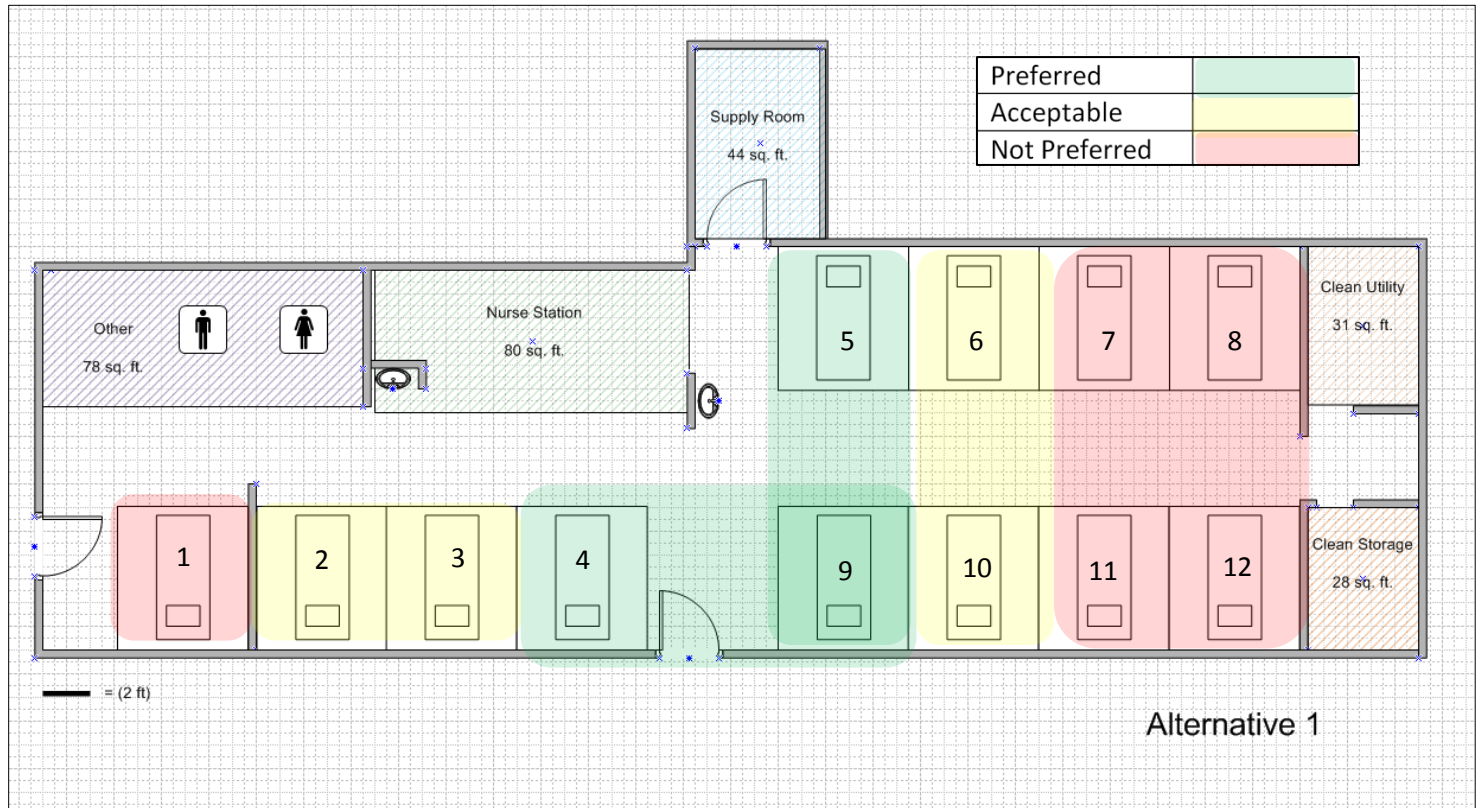 Preferred
Acceptable
Not Preferred
Supply Room
44 sq. ft.
Other
78 sq. ft.
Nurse Station
80 sq. ft.
5
6
7
8
Clean Utility
31 sq. ft.
1
2
3
4
9
10
11
12
Clean Storage
28 sq. ft.
= (2 ft)
Alternative 1